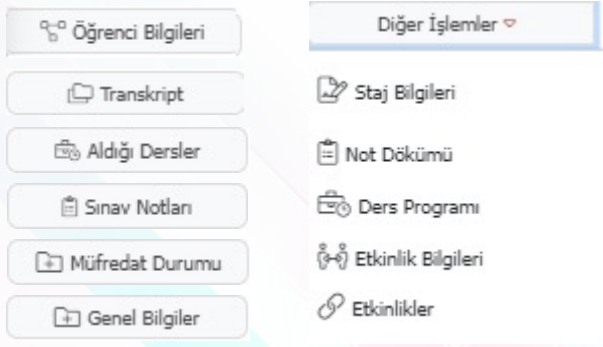 Öğrenci Bilgileri
Transkript
Aldığı Dersler
Sınav Notları
Müfredat Durumu
Genel Bilgiler
Diğer İşlemler
Staj Bilgileri
Not Dökümü
Ders Programı
Etkinlik Bilgileri
Etkinlikler